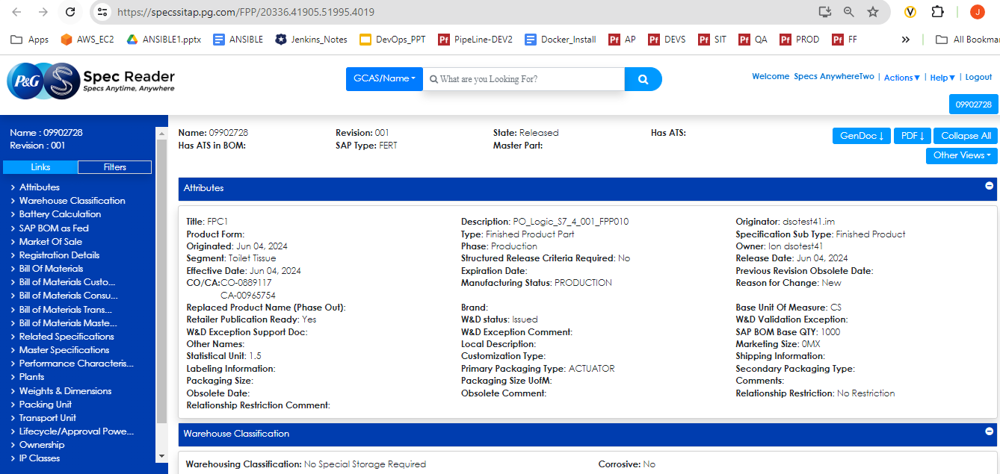 https://specssitap.pg.com/FPP/20336.41905.51995.4019
J
Apps AWS_EC2 ANSIBLE1.pptx ANSIBLE Jenkins_Notes DevOps_PPT Pf PipeLine-DEV2 Docker_Install Pf AP Pf DEVS Pf SIT Pf QA Pf PROD Pf FF » All Bookmar
P&G S Spec Reader
Specs Anytime, Anywhere
GCAS/Name What are you Looking For?
Welcome Specs AnywhereTwo | Actions▼ | Help▼ | Logout
09902728
Name : 09902728
Revision : 001
Links Filters
Attributes
Warehouse Classification
Battery Calculation
SAP BOM as Fed
Market Of Sale
Registration Details
Bill Of Materials
Bill of Materials Custo...
Bill of Materials Consu...
Bill of Materials Trans...
Bill of Materials Maste...
Related Specifications
Master Specifications
Performance Characteris...
Plants
Weights & Dimensions
Packing Unit
Transport Unit
Lifecycle/Approval Powe...
Ownership
IP Classes
Name: 09902728 Revision: 001 State: Released Has ATS:
Has ATS in BOM: SAP Type: FERT Master Part:
GenDoc ↓ PDF ↓ Collapse All
Other Views
Attributes
Title: FPC1 Description: PO_Logic_S7_4_001_FPP010 Originator: dsotest41.im
Product Form: Type: Finished Product Part Specification Sub Type: Finished Product
Originated: Jun 04, 2024 Phase: Production Owner: Ion dsotest41
Segment: Toilet Tissue Structured Release Criteria Required: No Release Date: Jun 04, 2024
Effective Date: Jun 04, 2024 Expiration Date: Previous Revision Obsolete Date:
CO/CA:CO-0889117 Manufacturing Status: PRODUCTION Reason for Change: New
CA-00965754
Replaced Product Name (Phase Out): Brand: Base Unit Of Measure: CS
Retailer Publication Ready: Yes W&D status: Issued W&D Validation Exception:
W&D Exception Support Doc: W&D Exception Comment: SAP BOM Base QTY: 1000
Other Names: Local Description: Marketing Size: 0MX
Statistical Unit: 1.5 Customization Type: Shipping Information:
Labeling Information: Primary Packaging Type: ACTUATOR Secondary Packaging Type:
Packaging Size: Packaging Size UofM: Comments:
Obsolete Date: Obsolete Comment: Relationship Restriction: No Restriction
Relationship Restriction Comment:
Warehouse Classification
Warehousing Classification: No Special Storage Required Corrosive: No